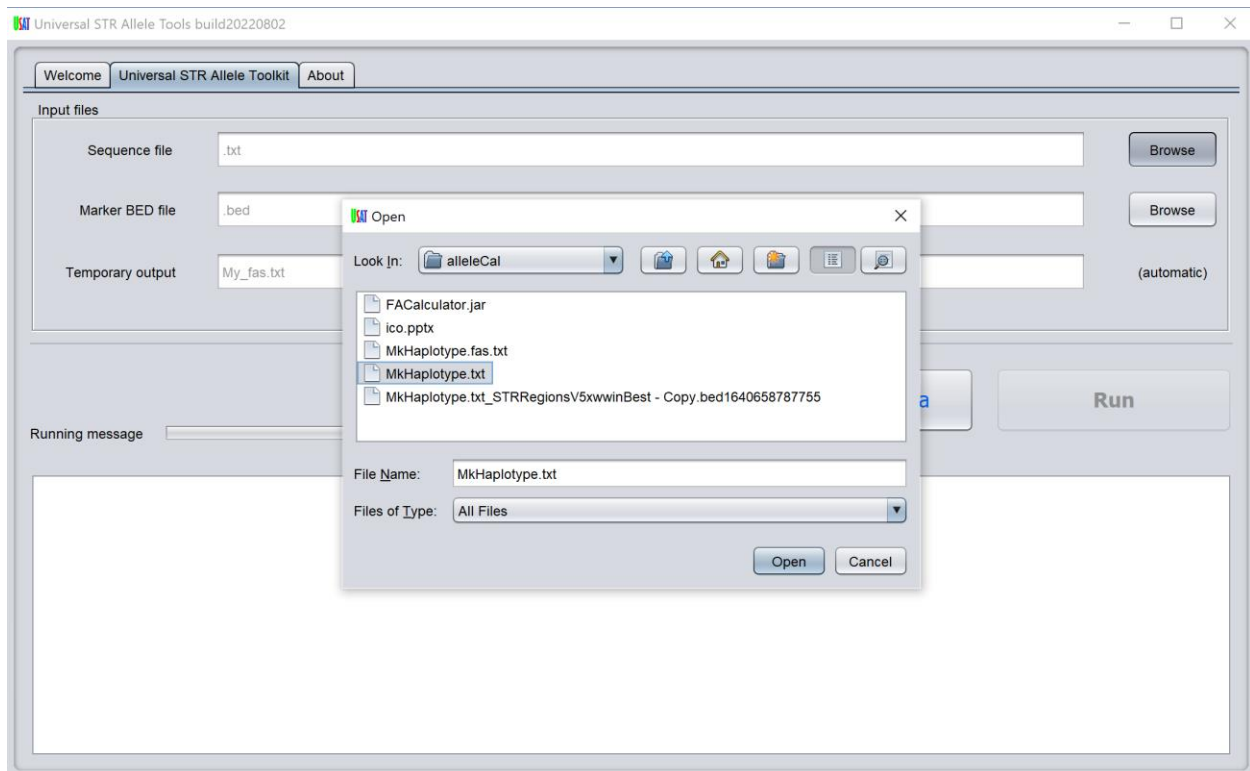 USAT Universal STR Allele Tools build20220802
Welcome Universal STR Allele Toolkit About
Input files
Sequence file .txt Browse
Marker BED file .bed Browse
USAT Open
Look In: alleleCal
Temporary output My_fas.txt (automatic)
FACalculator.jar
ico.pptx
MkHaplotype.fas.txt
MkHaplotype.txt
MkHaplotype.txt_STRRegionsV5xwwinBest - Copy.bed1640658787755
a Run
Running message
File Name: MkHaplotype.txt
Files of Type: All Files
Open Cancel